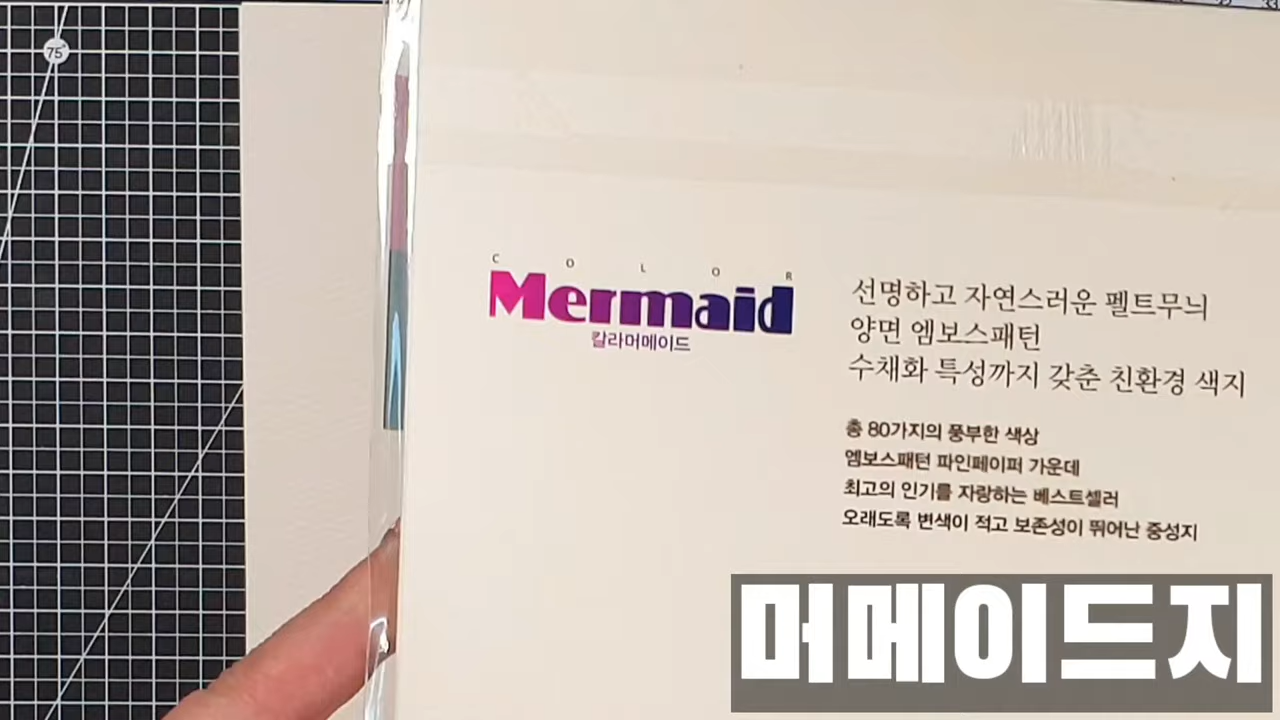 75°
COLOR
Mermaid
칼라머메이드
선명하고 자연스러운 펠트무늬
양면 엠보스패턴
수채화 특성까지 갖춘 친환경 색지
총 80가지의 풍부한 색상
엠보스패턴 파인페이퍼 가운데
최고의 인기를 자랑하는 베스트셀러
오래도록 변색이 적고 보존성이 뛰어난 중성지
머메이드지